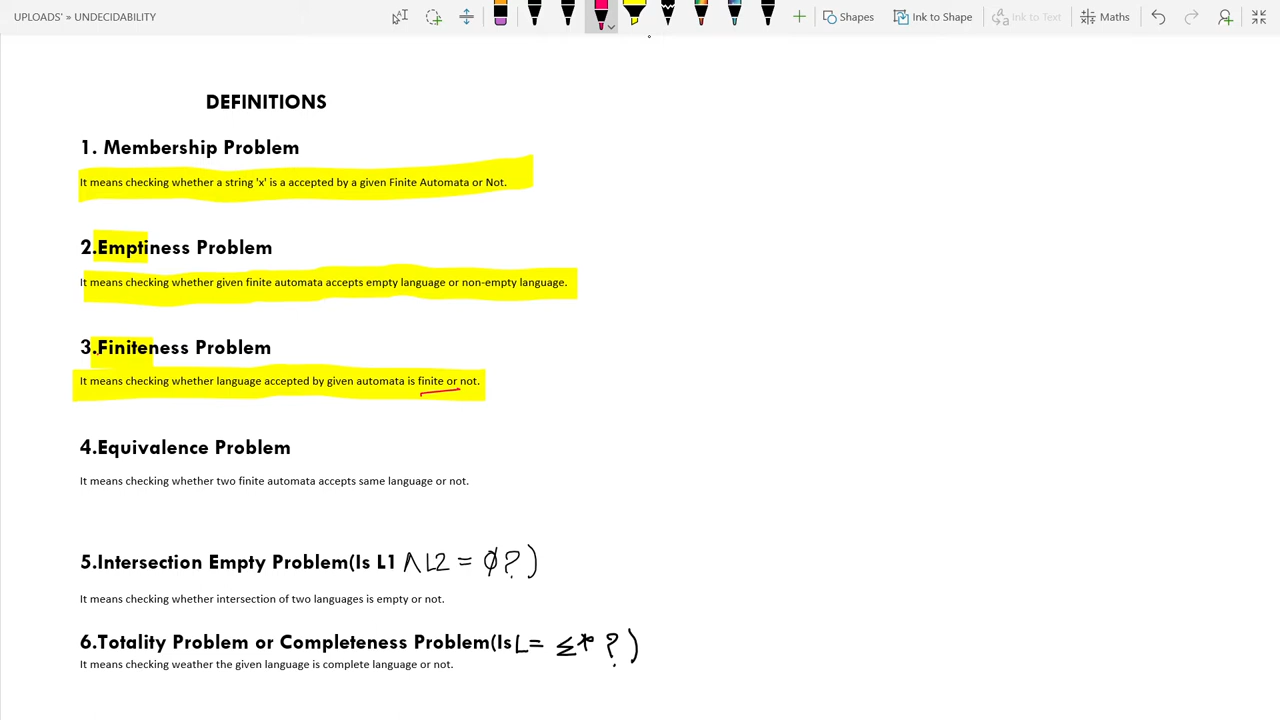 UPLOADS' » UNDECIDABILITY
Shapes Ink to Shape Ink to Text Maths
DEFINITIONS
1. Membership Problem
It means checking whether a string 'x' is a accepted by a given Finite Automata or Not.
2.Emptiness Problem
It means checking whether given finite automata accepts empty language or non-empty language.
3.Finiteness Problem
It means checking whether language accepted by given automata is finite or not.
4.Equivalence Problem
It means checking whether two finite automata accepts same language or not.
5.Intersection Empty Problem(Is L1 ∧ L2 = ϕ ? )
It means checking whether intersection of two languages is empty or not.
6.Totality Problem or Completeness Problem(Is L= Σ* ? )
It means checking weather the given language is complete language or not.